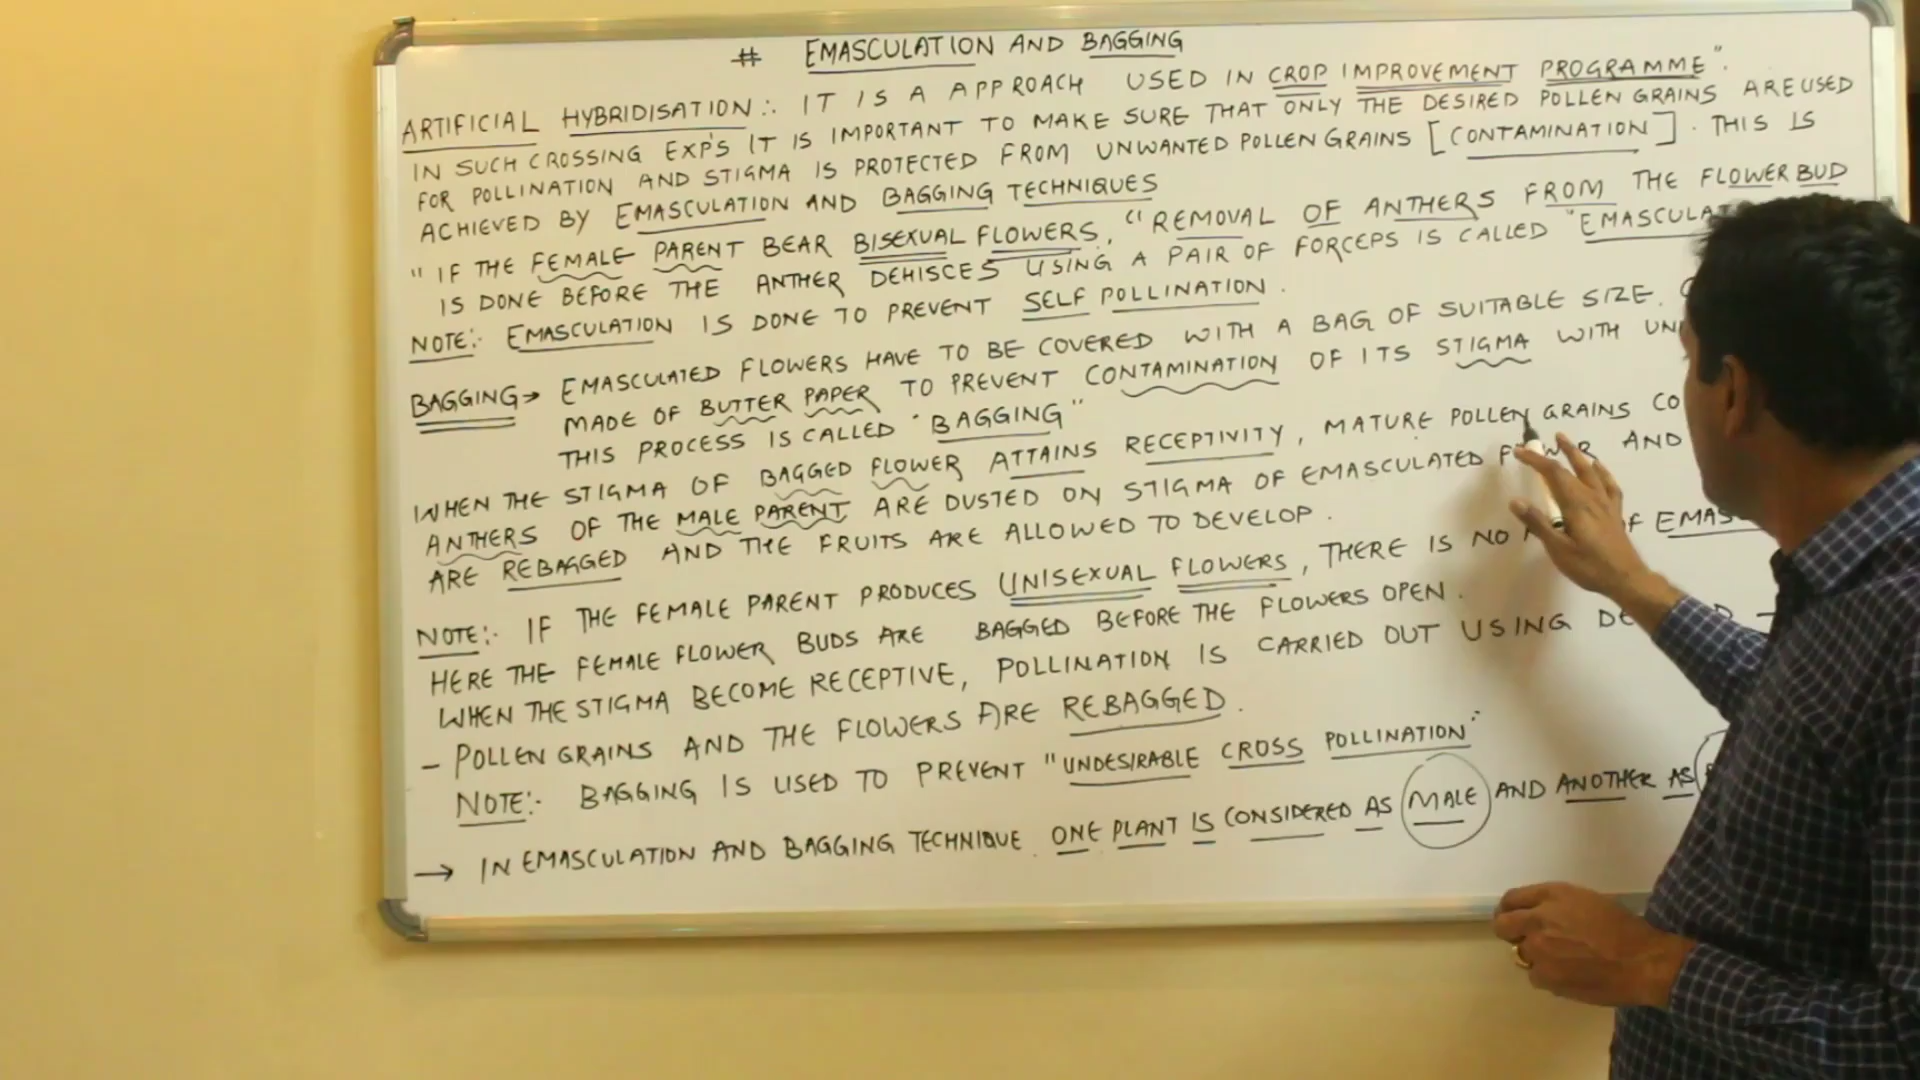 # EMASCULATION AND BAGGING
ARTIFICIAL HYBRIDISATION:. IT IS A APPROACH USED IN CROP IMPROVEMENT PROGRAMME".
IN SUCH CROSSING EXP'S IT IS IMPORTANT TO MAKE SURE THAT ONLY THE DESIRED POLLEN GRAINS ARE USED
FOR POLLINATION AND STIGMA IS PROTECTED FROM UNWANTED POLLEN GRAINS [CONTAMINATION]. THIS IS
ACHIEVED BY EMASCULATION AND BAGGING TECHNIQUES
"IF THE FEMALE PARENT BEAR BISEXUAL FLOWERS, "REMOVAL OF ANTHERS FROM THE FLOWER BUD
IS DONE BEFORE THE ANTHER DEHISCES USING A PAIR OF FORCEPS IS CALLED "EMASCULAT
NOTE:. EMASCULATION IS DONE TO PREVENT SELF POLLINATION.
BAGGING→ EMASCULATED FLOWERS HAVE TO BE COVERED WITH A BAG OF SUITABLE SIZE.
MADE OF BUTTER PAPER TO PREVENT CONTAMINATION OF ITS STIGMA WITH
THIS PROCESS IS CALLED "BAGGING"
WHEN THE STIGMA OF BAGGED FLOWER ATTAINS RECEPTIVITY, MATURE POLLEN GRAINS CO
ANTHERS OF THE MALE PARENT ARE DUSTED ON STIGMA OF EMASCULATED AND
ARE REBAGGED AND THE FRUITS ARE ALLOWED TO DEVELOP.
NOTE:. IF THE FEMALE PARENT PRODUCES UNISEXUAL FLOWERS, THERE IS NO OF EMAS
HERE THE FEMALE FLOWER BUDS ARE BAGGED BEFORE THE FLOWERS OPEN.
WHEN THE STIGMA BECOME RECEPTIVE, POLLINATION IS CARRIED OUT USING
- POLLEN GRAINS AND THE FLOWERS ARE REBAGGED.
NOTE:. BAGGING IS USED TO PREVENT "UNDESIRABLE CROSS POLLINATION"
→ IN EMASCULATION AND BAGGING TECHNIQUE ONE PLANT IS CONSIDERED AS MALE AND ANOTHER AS